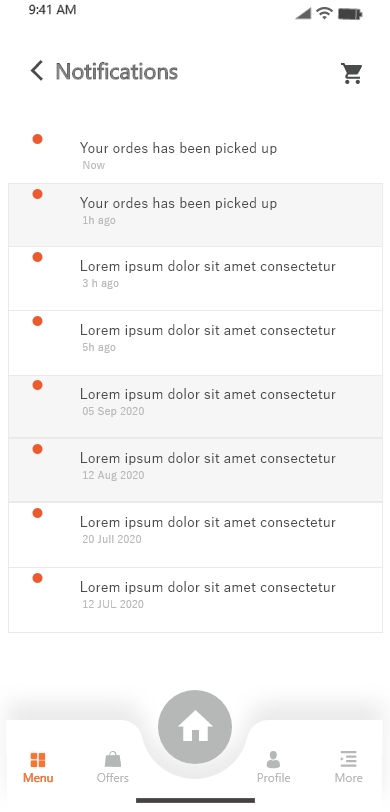 9:41 AM
Notifications
Your ordes has been picked up
Now
Your ordes has been picked up
1h ago
Lorem ipsum dolor sit amet consectetur
3 h ago
Lorem ipsum dolor sit amet consectetur
5h ago
Lorem ipsum dolor sit amet consectetur
05 Sep 2020
Lorem ipsum dolor sit amet consectetur
12 Aug 2020
Lorem ipsum dolor sit amet consectetur
20 Jull 2020
Lorem ipsum dolor sit amet consectetur
12 JUL 2020
Menu
Offers
Profile
More